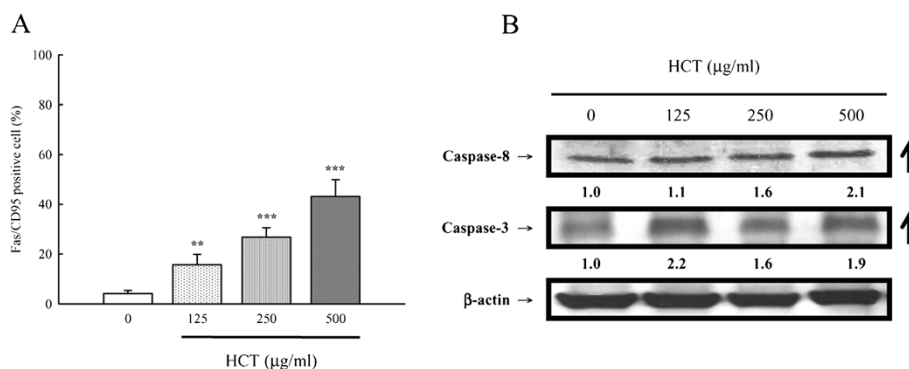 A
Fas/CD95 positive cell (%)
100
80
60
40
20
0
**
***
***
0 125 250 500
HCT (μg/ml)
B
HCT (μg/ml)
0 125 250 500
Caspase-8 →
1.0 1.1 1.6 2.1
Caspase-3 →
1.0 2.2 1.6 1.9
β-actin →